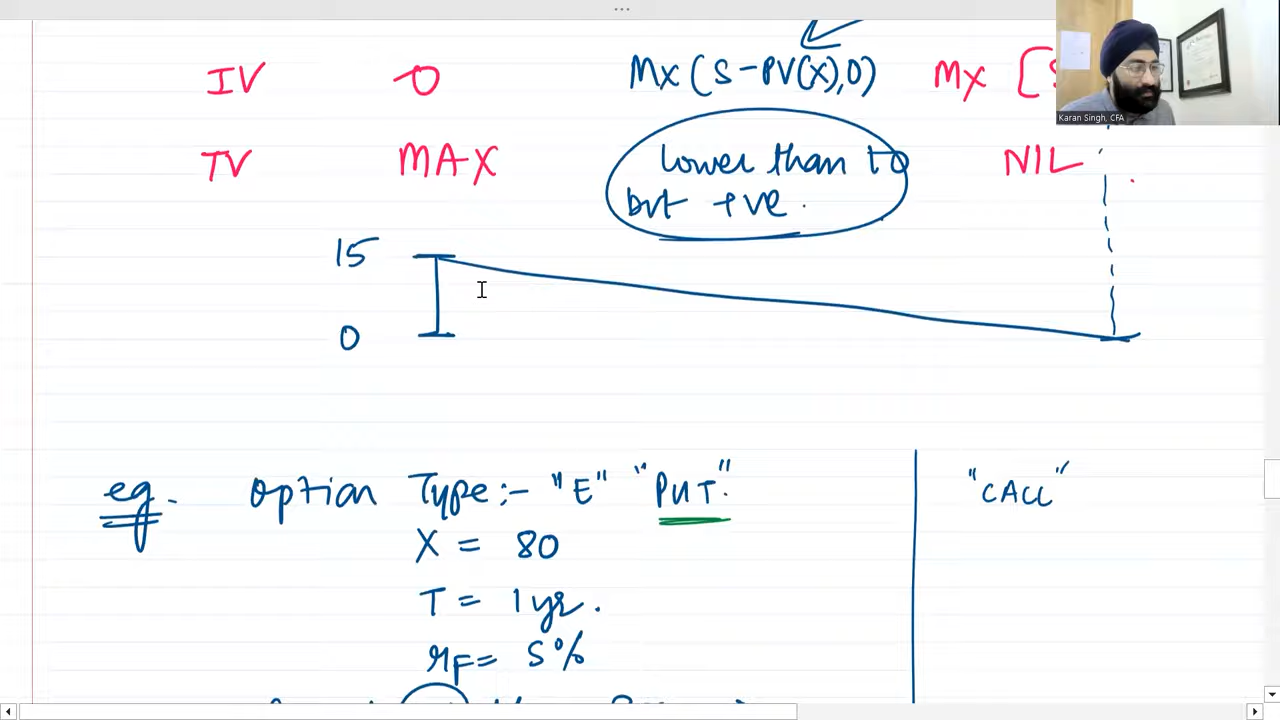 IV 0 Mx (S-PV(X),0) Mx [S
TV MAX lower than to NIL
but +ve.
15
0
eg. Option Type:- "E" "PUT". "CALL"
X = 80
T = 1 yr.
rF = 5%
Karan Singh, CFA